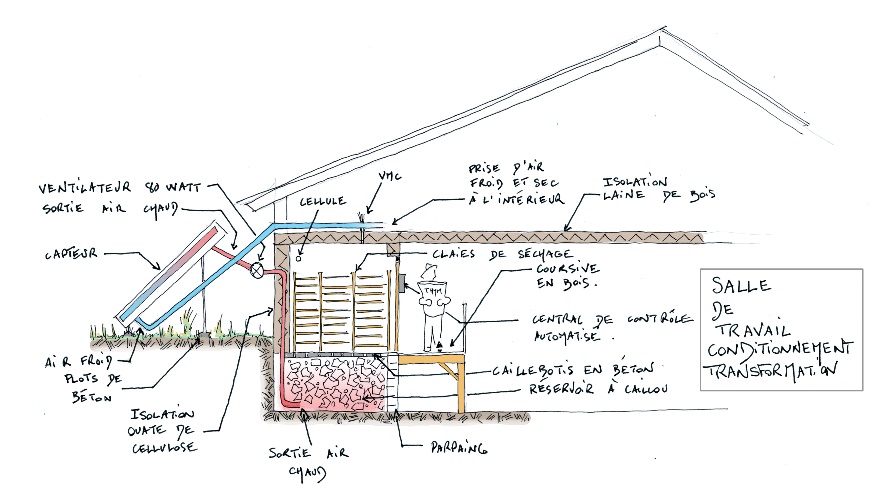 VENTILATEUR 80 WATT
SORTIE AIR CHAUD
CAPTEUR
CELLULE
VMC
PRISE D'AIR
FROID ET SEC
À L'INTÉRIEUR
ISOLATION
LAINE DE BOIS
CLAIES DE SÉCHAGE
COURSIVE
EN BOIS.
THYM
CENTRAL DE CONTRÔLE
AUTOMATISÉ.
SALLE
DE
TRAVAIL
CONDITIONNEMENT
TRANSFORMATION
AIR FROID
PLOTS DE
BÉTON
ISOLATION
OUATE DE
CELLULOSE
CAILLEBOTIS EN BÉTON
RESERVOIR À CAILLOU
SORTIE AIR
CHAUD
PARPAING